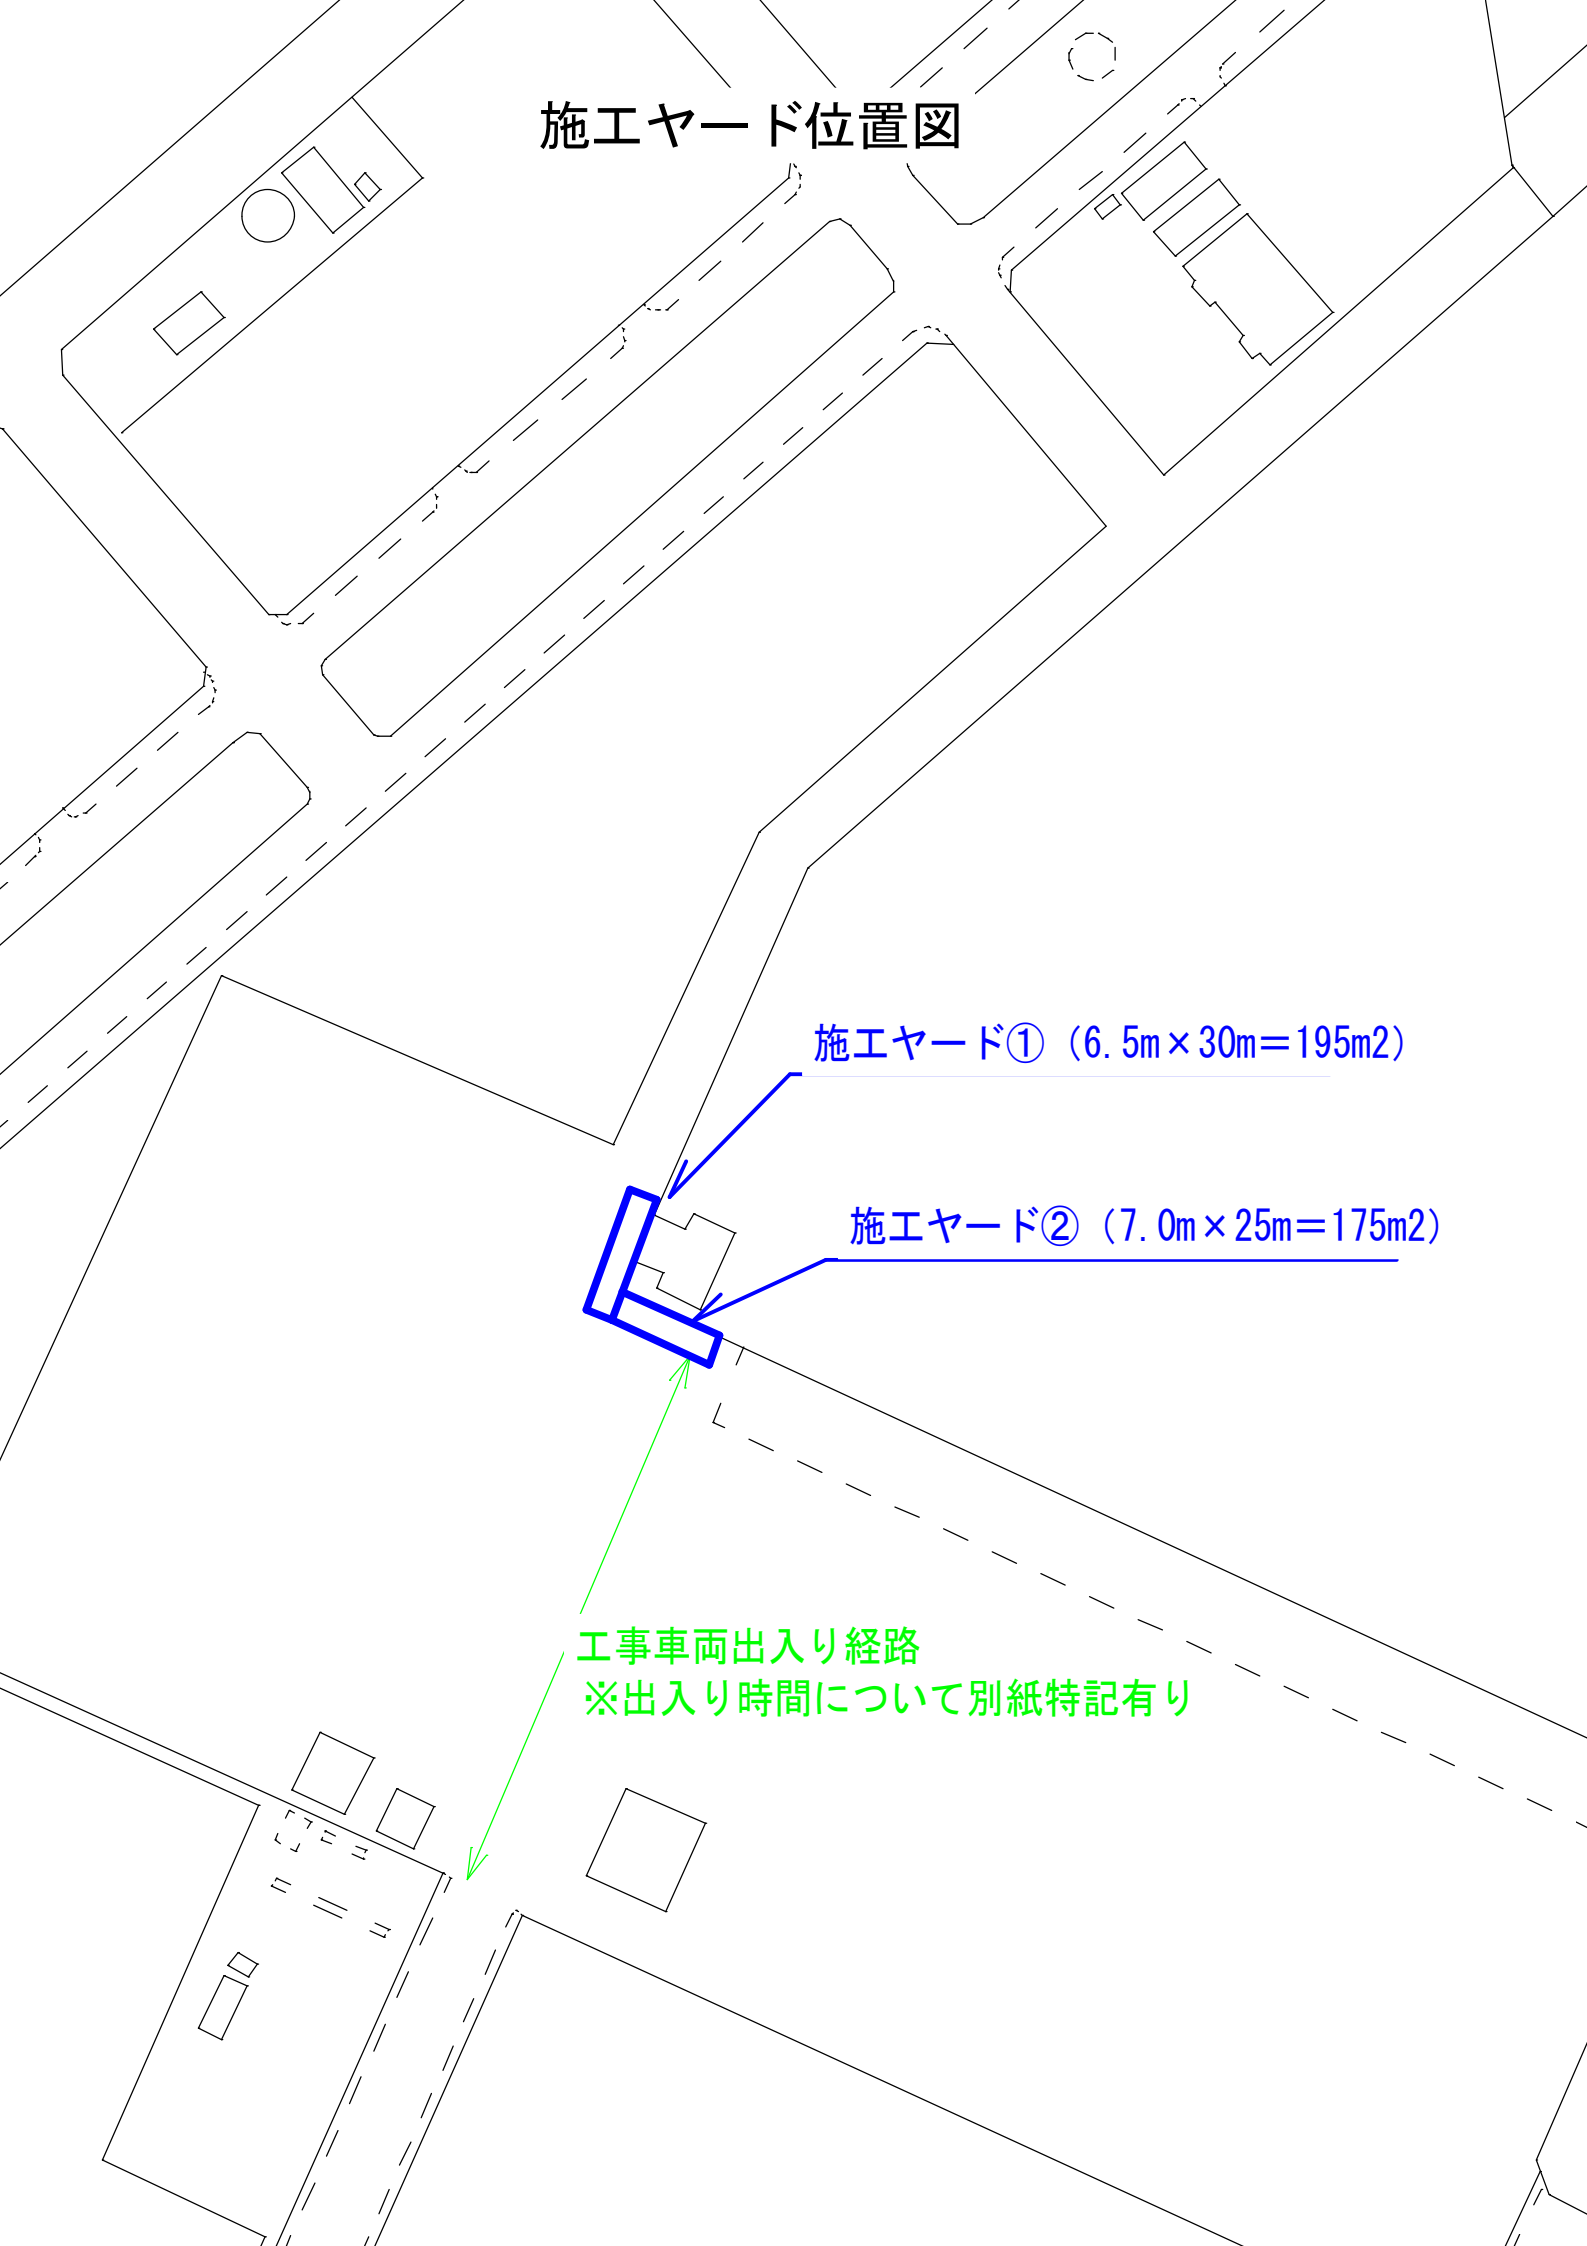 施工ヤード位置図
施工ヤード①（6.5m×30m＝195m2）
施工ヤード②（7.0m×25m＝175m2）
工事車両出入り経路
※出入り時間について別紙特記有り